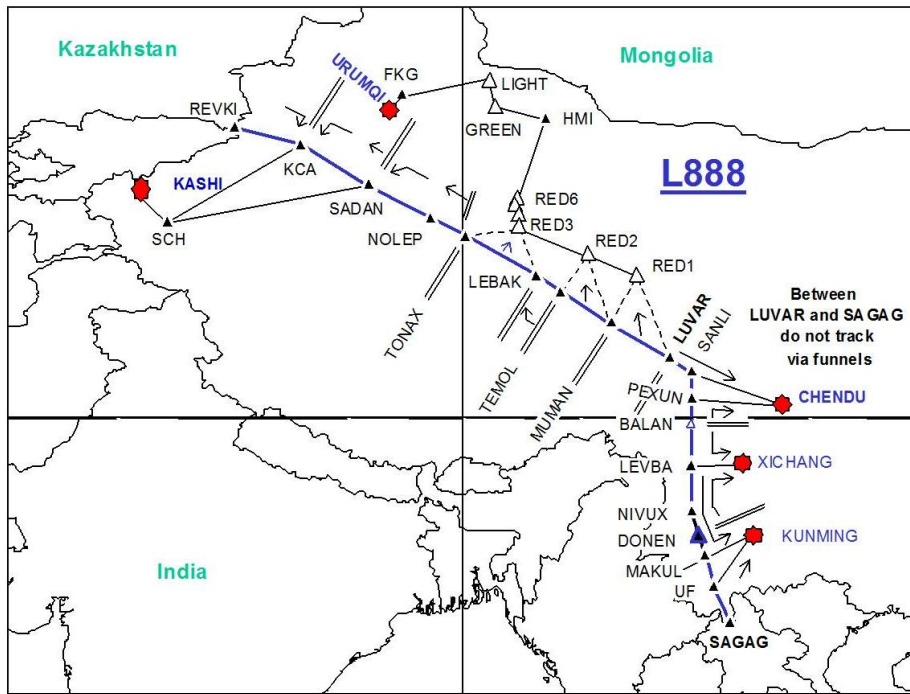 Kazakhstan
Mongolia
URUMQI
FKG
LIGHT
REVKI
GREEN
HMI
KCA
KASHI
L888
SADAN
RED6
SCH
RED3
NOLEP
RED2
RED1
LEBAK
TONAX
LUVAR
SANLI
Between
LUVAR and SAGAG
do not track
via funnels
TEMOL
MUMAN
PEXUN
CHENDU
BALAN
LEVBA
XICHANG
NIVUX
DONEN
KUNMING
MAKUL
India
UF
SAGAG